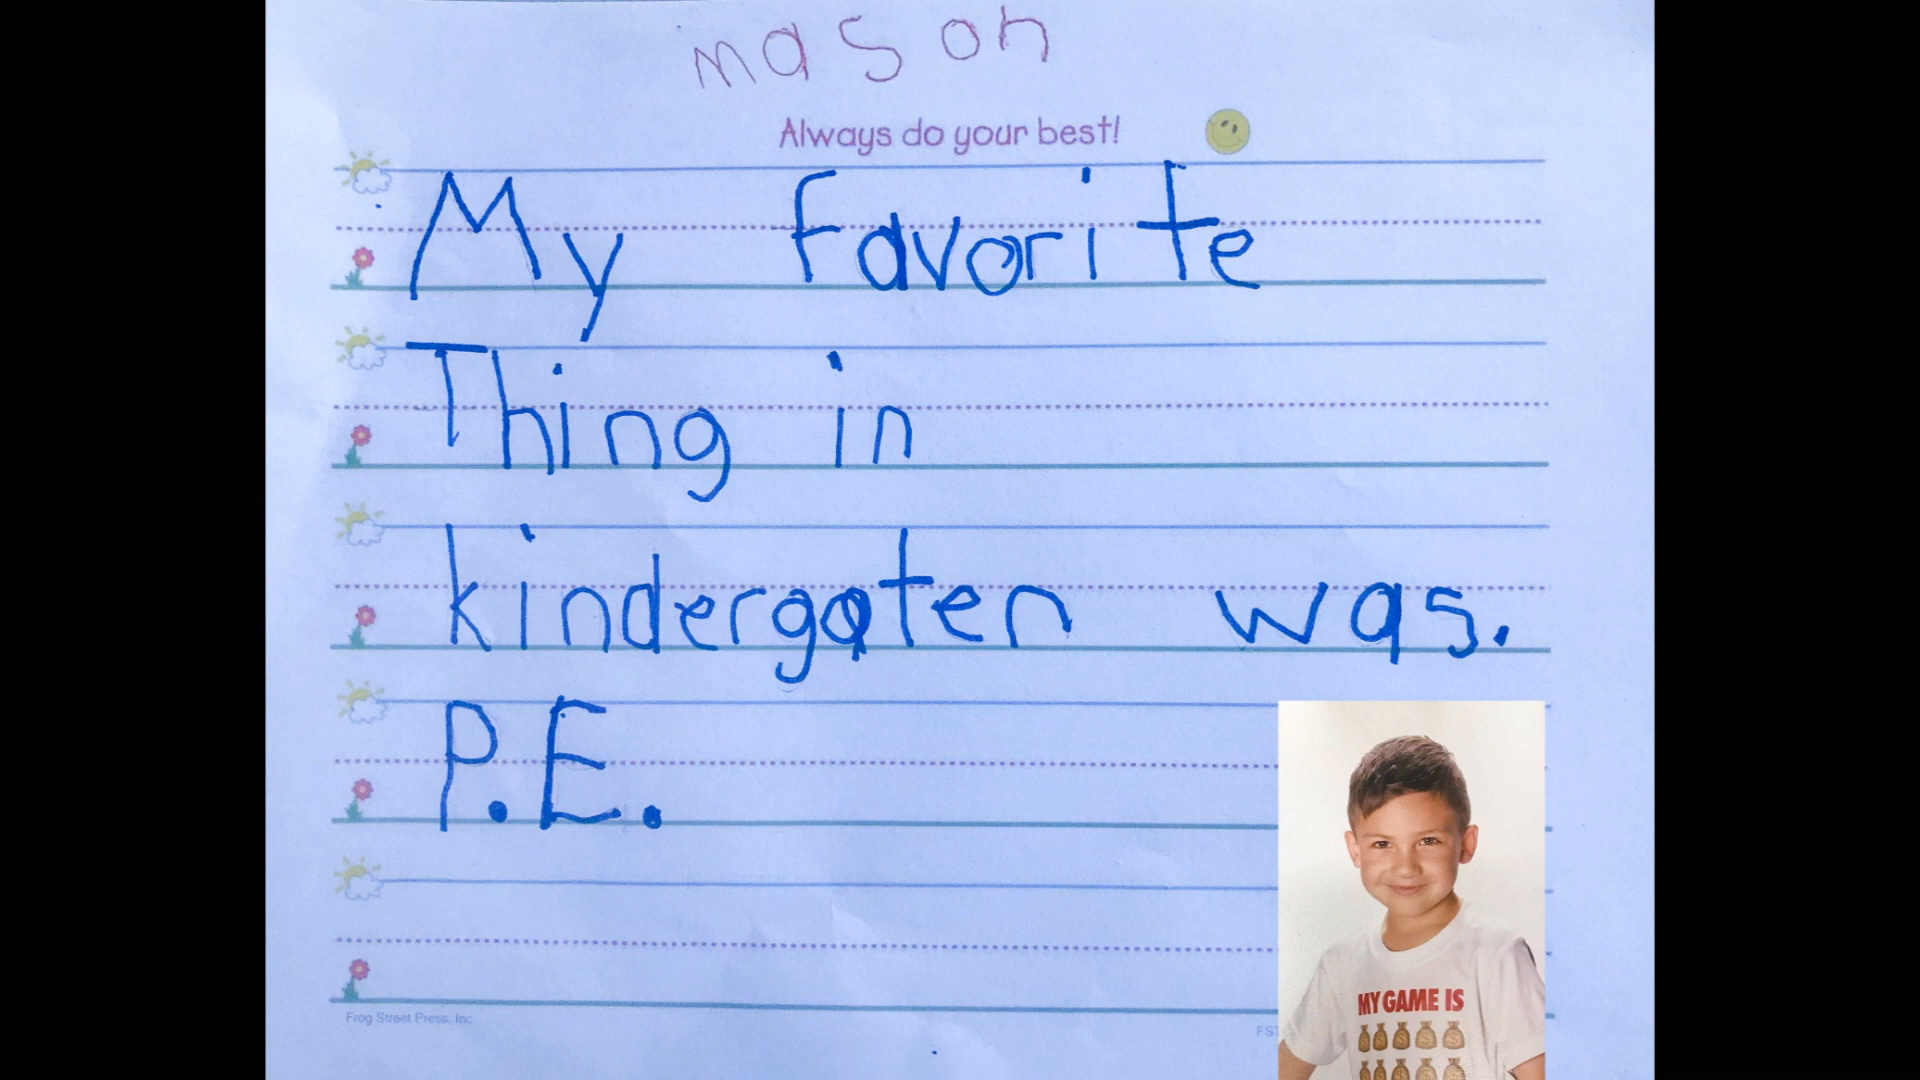 mason
Always do your best!
My favorite
Thing in
kindergaten was.
P.E.
MY GAME IS
Frog Street Press, Inc.